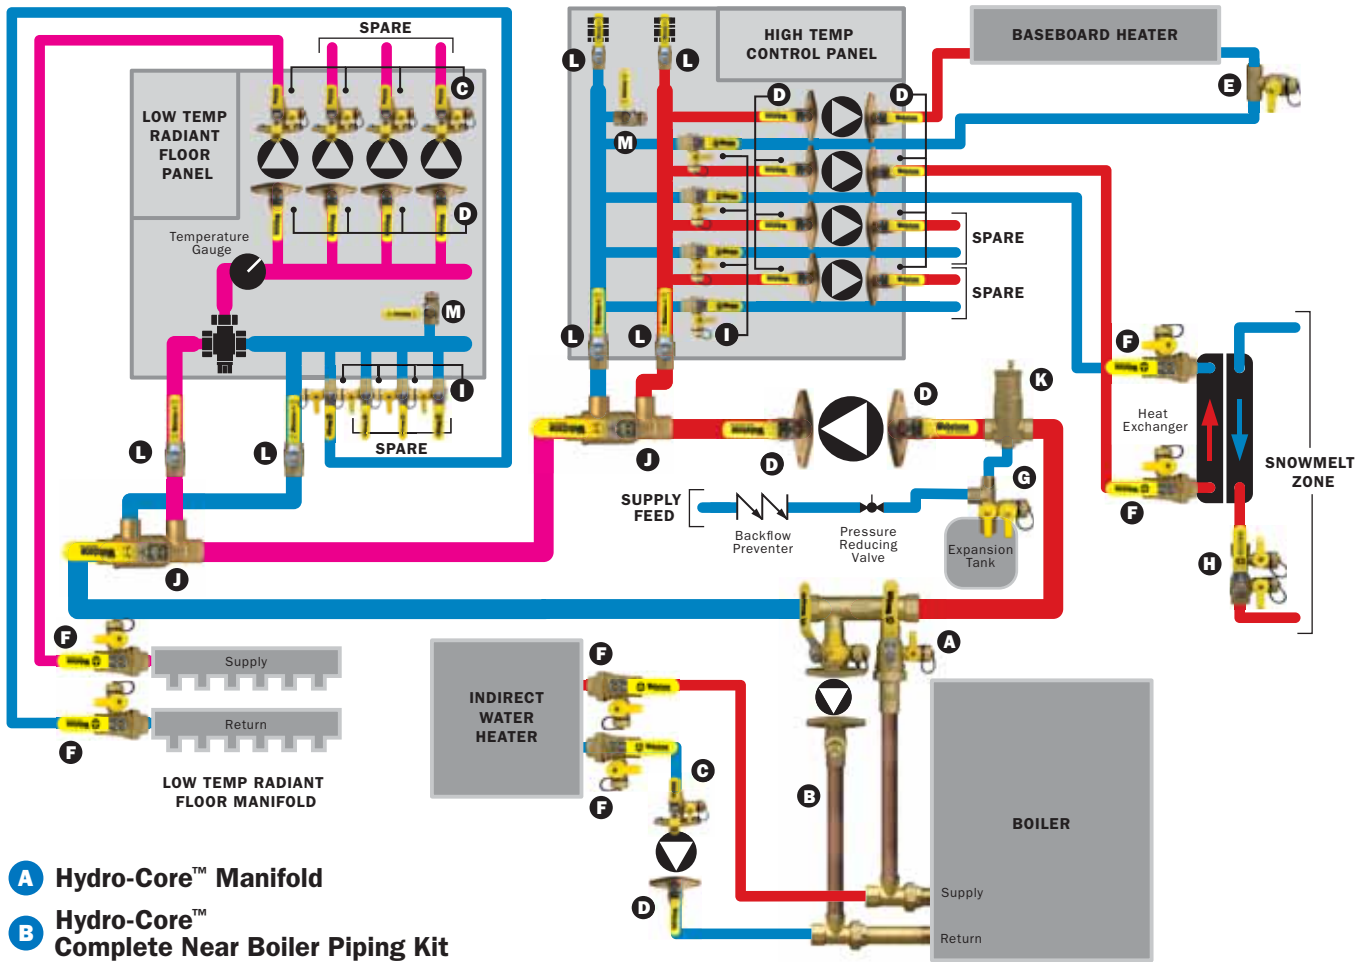 SPARE
C
LOW TEMP
RADIANT
FLOOR
PANEL
D
Temperature
Gauge
M
I
L
L
SPARE
J
HIGH TEMP
CONTROL PANEL
L
L
D
D
M
BASEBOARD HEATER
E
SPARE
SPARE
L
L
I
F
Heat
Exchanger
F
SNOWMELT
ZONE
H
K
D
D
J
G
SUPPLY
FEED
Backflow
Preventer
Pressure
Reducing
Valve
Expansion
Tank
A
F
Supply
Return
F
LOW TEMP RADIANT
FLOOR MANIFOLD
INDIRECT
WATER
HEATER
F
F
C
D
B
BOILER
Supply
Return
A Hydro-Core™ Manifold
B Hydro-Core™
Complete Near Boiler Piping Kit